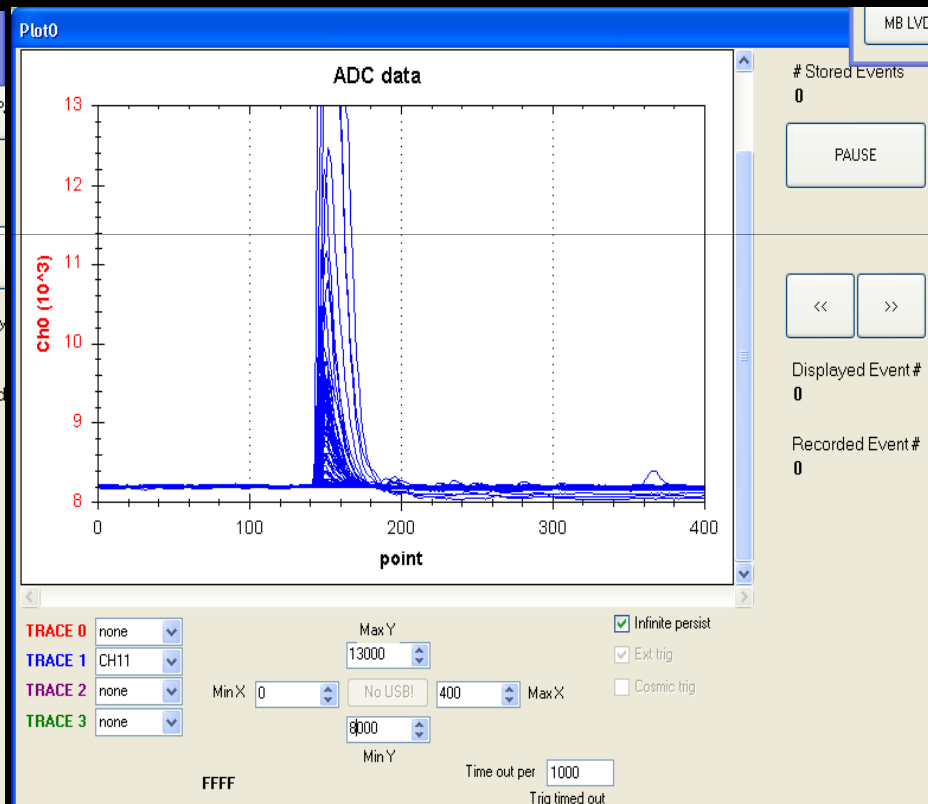 Plot0
MB LVD
ADC data
# Stored Events
0
PAUSE
13
12
11
10
9
8
Ch0 (10^3)
0 100 200 300 400
point
<< >>
Displayed Event#
0
Recorded Event#
0
TRACE 0 none
TRACE 1 CH11
TRACE 2 none
TRACE 3 none
Max Y
13000
Min X 0 No USB! 400 Max X
8000
Min Y
Infinite persist
Ext trig
Cosmic trig
FFFF
Time out per 1000
Trig timed out